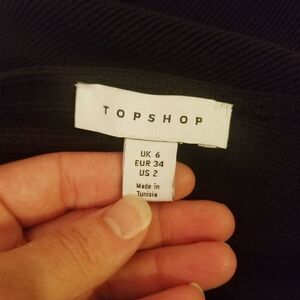 TOPSHOP
UK 6
EUR 34
US 2
Made in
Tunisia